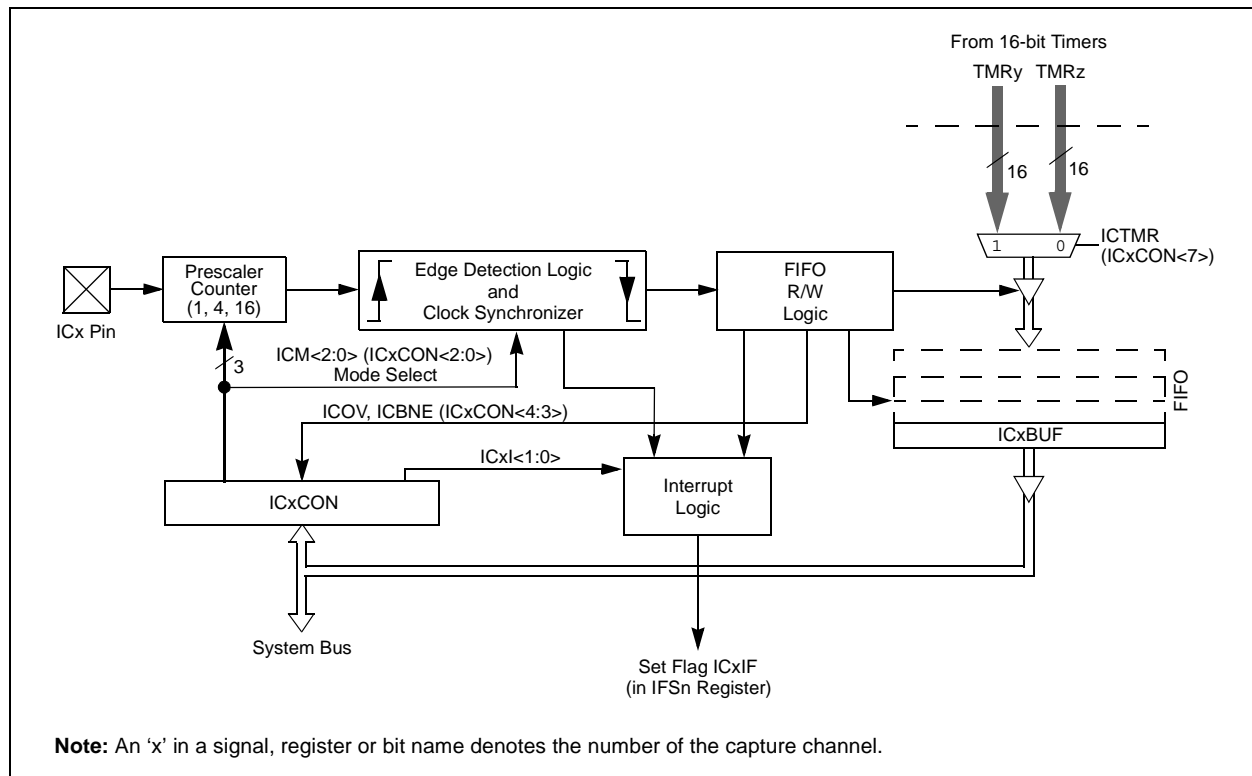 From 16-bit Timers
TMRy TMRz
16 16
1 0
ICTMR
(ICxCON<7>)
Prescaler
Counter
(1, 4, 16)
Edge Detection Logic
and
Clock Synchronizer
FIFO
R/W
Logic
ICx Pin
3
ICM<2:0> (ICxCON<2:0>)
Mode Select
FIFO
ICOV, ICBNE (ICxCON<4:3>)
ICxBUF
ICxI<1:0>
ICxCON
Interrupt
Logic
System Bus
Set Flag ICxIF
(in IFSn Register)
Note: An ‘x’ in a signal, register or bit name denotes the number of the capture channel.